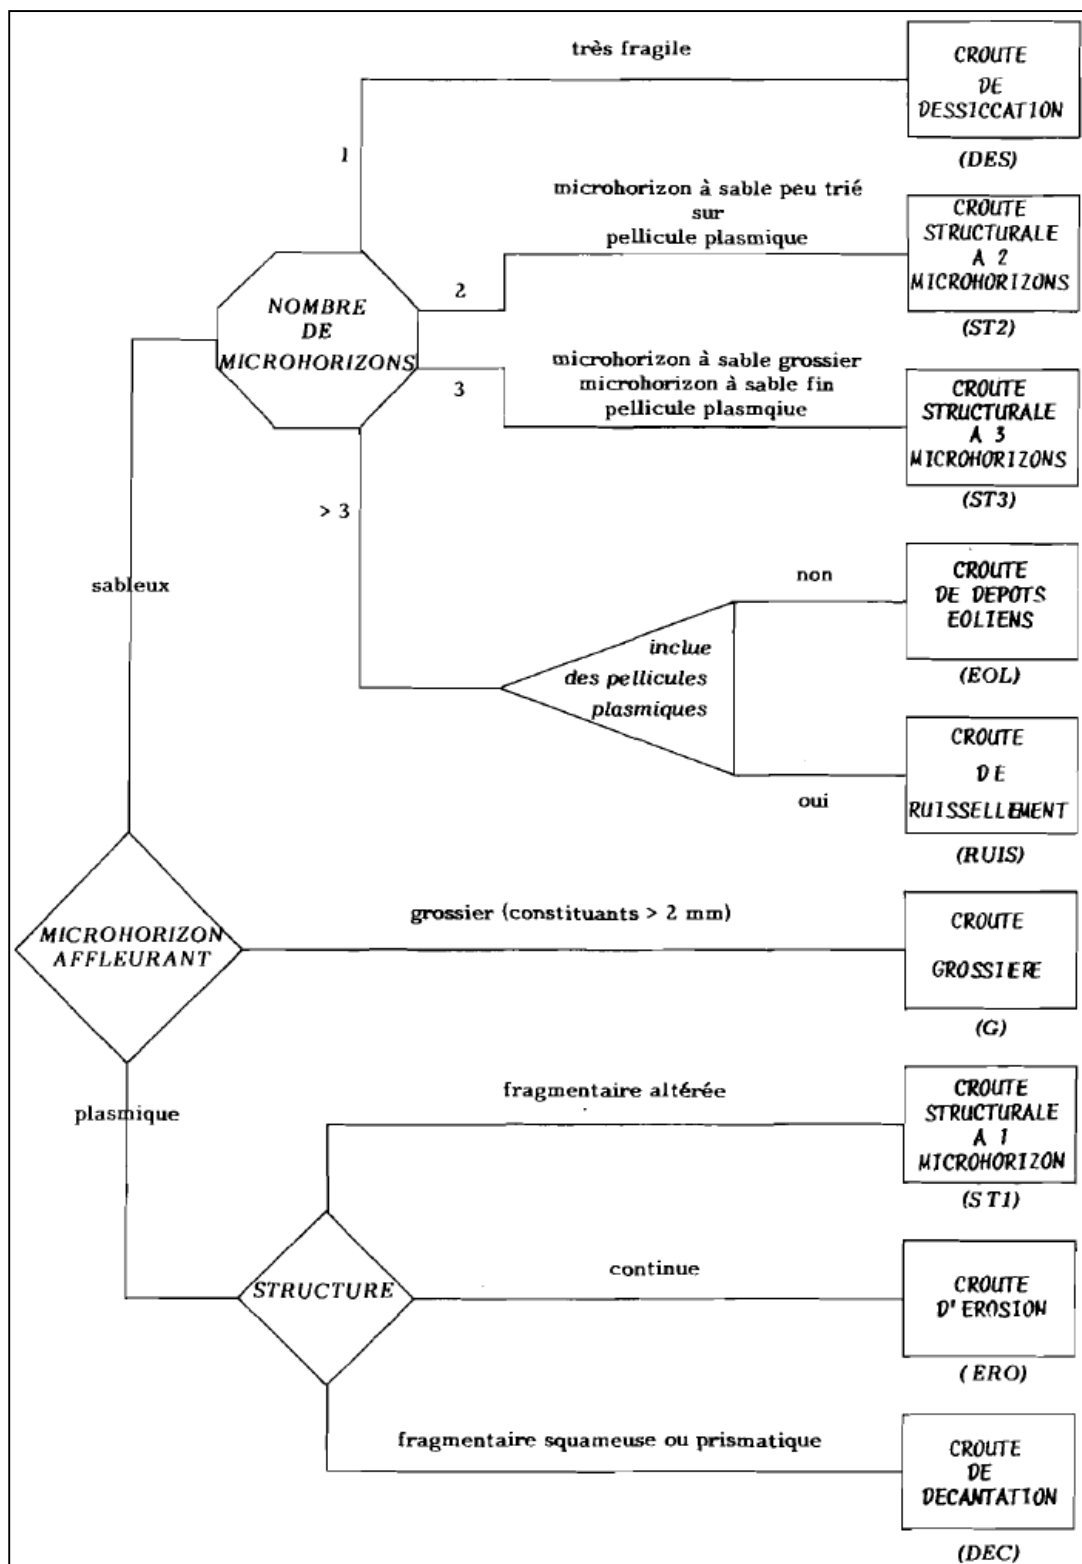 très fragile
CROUTE
DE
DESSICCATION
(DES)
1
microhorizon à sable peu trié
sur
pellicule plasmique
CROUTE
STRUCTURALE
A 2
MICROHORIZONS
(ST2)
2
NOMBRE
DE
MICROHORIZONS
microhorizon à sable grossier
microhorizon à sable fin
pellicule plasmqiue
3
CROUTE
STRUCTURALE
A 3
MICROHORIZONS
(ST3)
> 3
sableux
non
CROUTE
DE DEPOTS
EOLIENS
(EOL)
inclue
des pellicules
plasmiques
oui
CROUTE
DE
RUISSELLEMENT
(RUIS)
MICROHORIZON
AFFLEURANT
grossier (constituants > 2 mm)
CROUTE
GROSSIERE
(G)
plasmique
fragmentaire altérée
CROUTE
STRUCTURALE
A 1
MICROHORIZON
(ST1)
STRUCTURE
continue
CROUTE
D'EROSION
(ERO)
fragmentaire squameuse ou prismatique
CROUTE
DE
DECANTATION
(DEC)